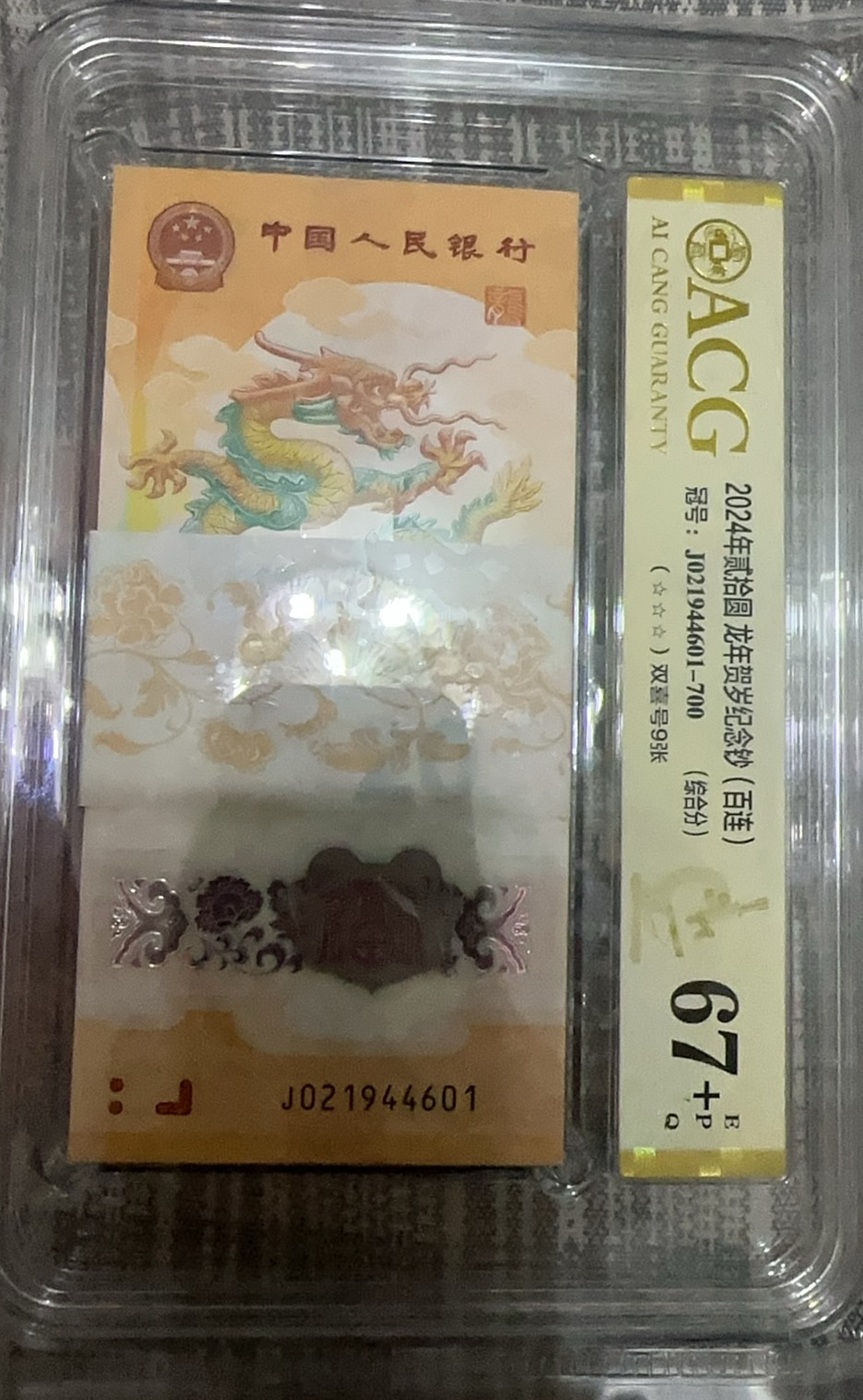 中国人民银行
J021944601
ACG
AI CANG GUARANTY
2024年贰拾圆 龙年贺岁纪念钞（百连）
冠号：J021944601-700 （综合分）
（☆☆☆）双喜号9张
67+
E
P
Q